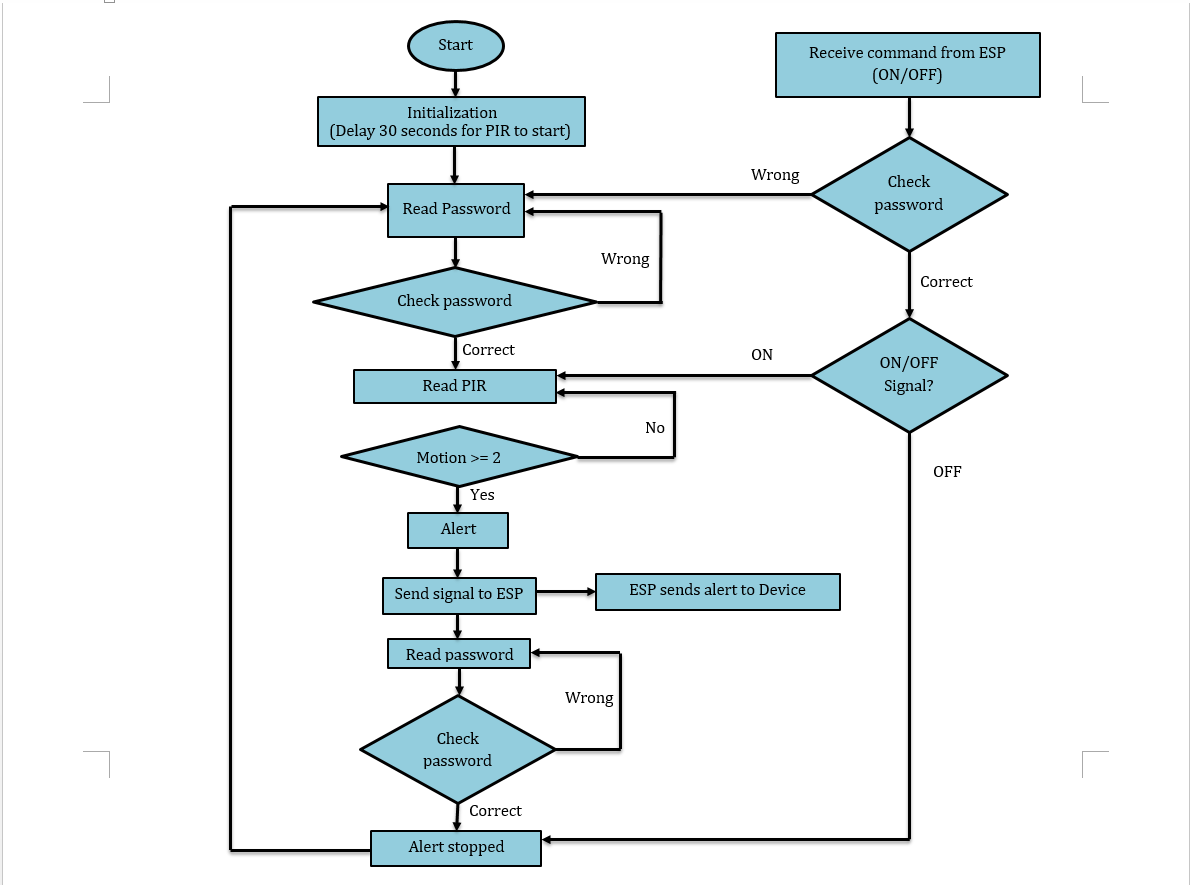 Start
Receive command from ESP
(ON/OFF)
Initialization
(Delay 30 seconds for PIR to start)
Wrong
Check
password
Read Password
Wrong
Correct
Check password
Correct
ON
ON/OFF
Signal?
Read PIR
No
Motion >= 2
OFF
Yes
Alert
Send signal to ESP
ESP sends alert to Device
Read password
Wrong
Check
password
Correct
Alert stopped